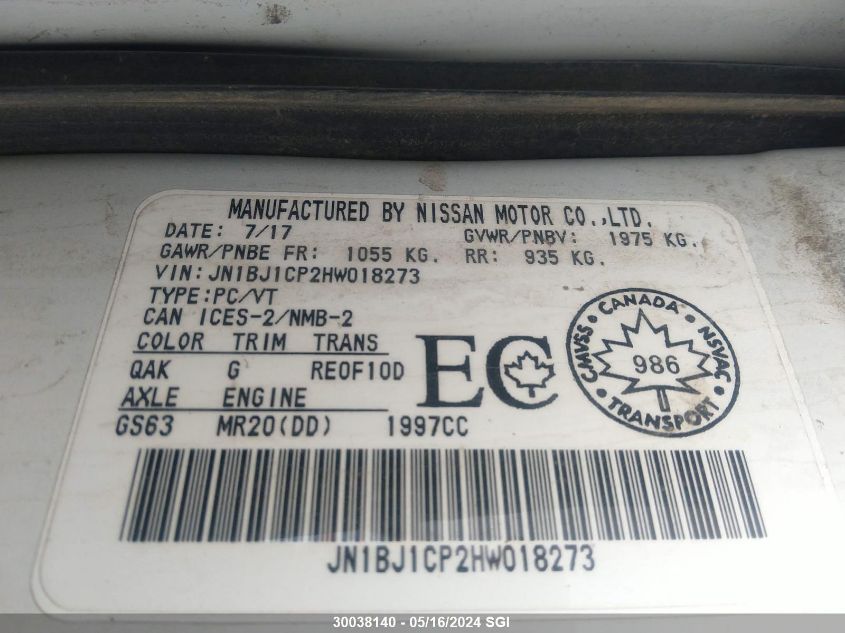 MANUFACTURED BY NISSAN MOTOR CO.,LTD.
DATE: 7/17 GVWR/PNBV: 1975 KG.
GAWR/PNBE FR: 1055 KG. RR: 935 KG.
VIN:JN1BJ1CP2HW018273
TYPE:PC/VT
CAN ICES-2/NMB-2
COLOR TRIM TRANS
QAK G RE0F10D
AXLE ENGINE
GS63 MR20(DD) 1997CC
EC
CANADA
CMVSS • NSVAC
986
TRANSPORT
JN1BJ1CP2HW018273
30038140 - 05/16/2024 SGI